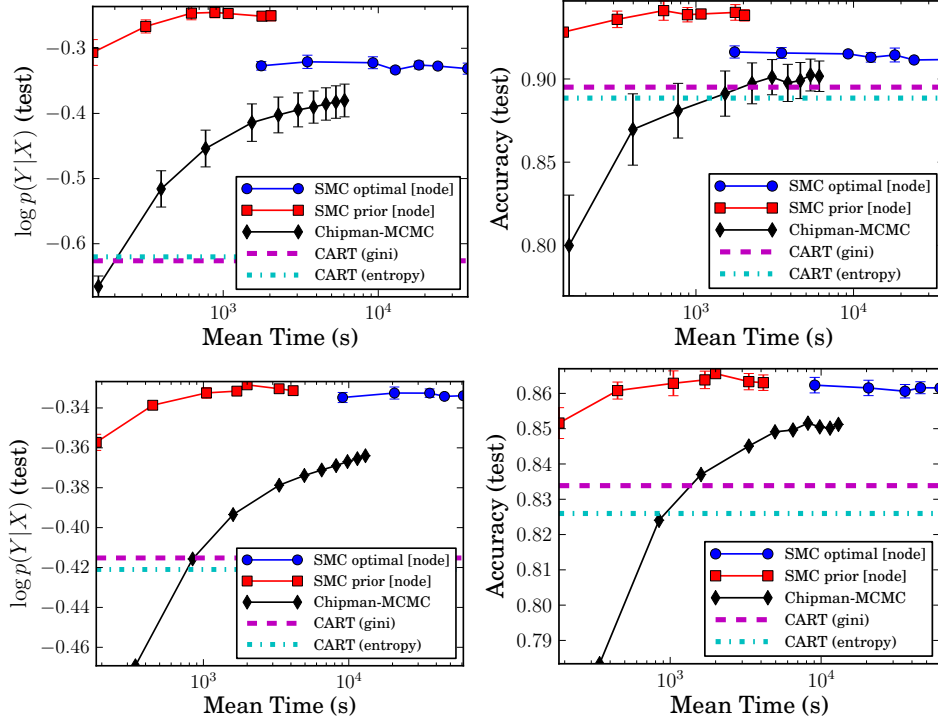 log p(Y|X) (test)
−0.3
−0.4
−0.5
−0.6
SMC optimal [node]
SMC prior [node]
Chipman-MCMC
CART (gini)
CART (entropy)
10³ 10⁴
Mean Time (s)
Accuracy (test)
0.90
0.85
0.80
SMC optimal [node]
SMC prior [node]
Chipman-MCMC
CART (gini)
CART (entropy)
10³ 10⁴
Mean Time (s)
log p(Y|X) (test)
−0.34
−0.36
−0.38
−0.40
−0.42
−0.44
−0.46
SMC optimal [node]
SMC prior [node]
Chipman-MCMC
CART (gini)
CART (entropy)
10³ 10⁴
Mean Time (s)
Accuracy (test)
0.86
0.85
0.84
0.83
0.82
0.81
0.80
0.79
SMC optimal [node]
SMC prior [node]
Chipman-MCMC
CART (gini)
CART (entropy)
10³ 10⁴
Mean Time (s)